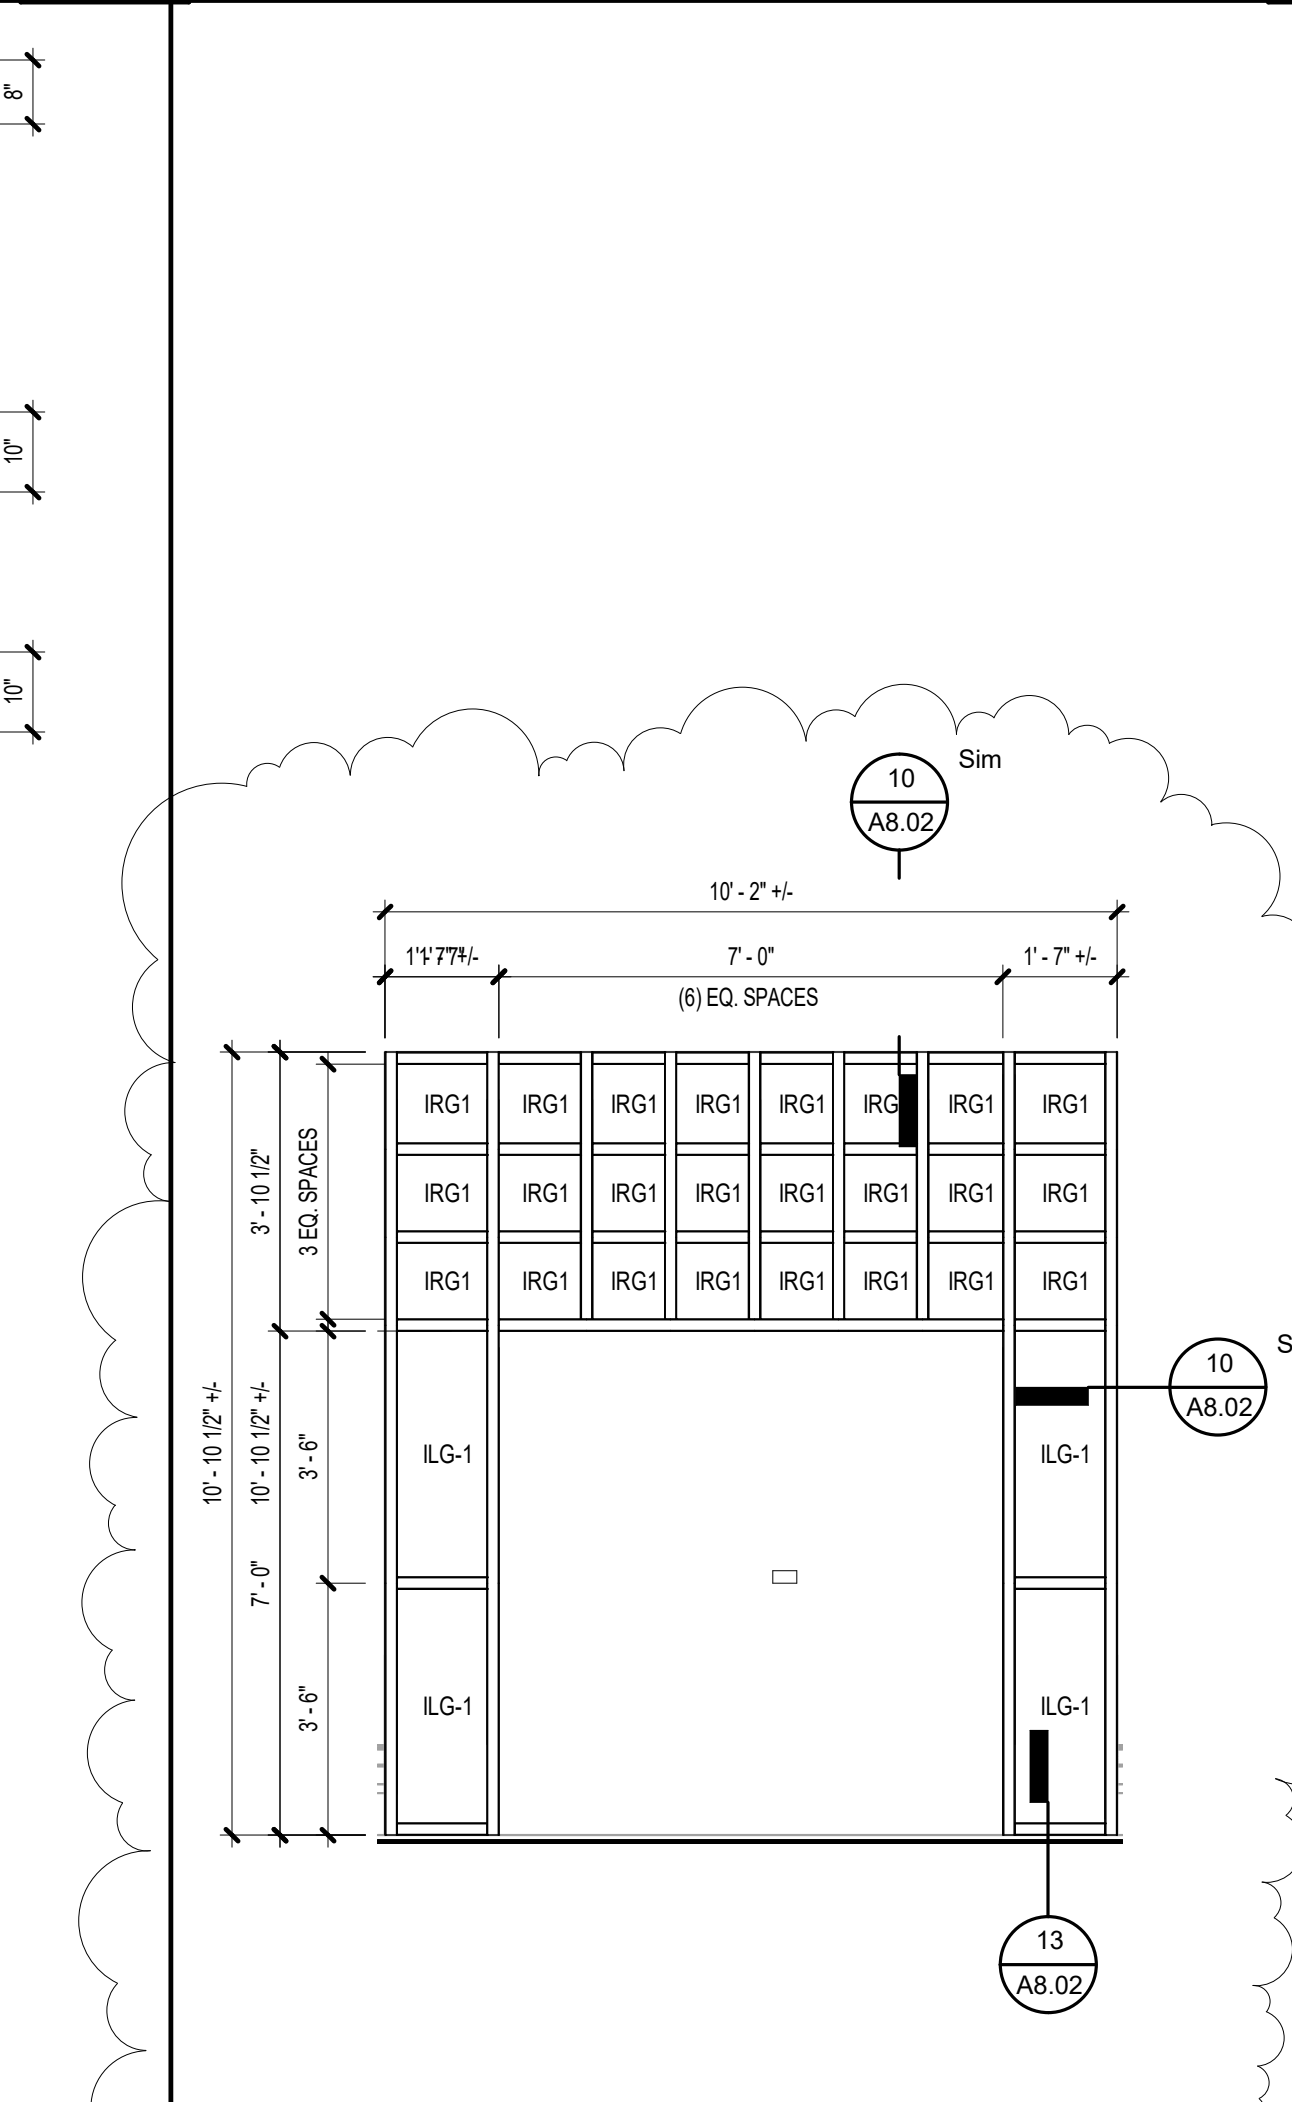 8"
10"
10"
10
A8.02
Sim
10' - 2" +/-
7' - 0"
1' - 7" +/-
(6) EQ. SPACES
IRG1 IRG1 IRG1 IRG1 IRG1 IRG IRG1 IRG1
IRG1 IRG1 IRG1 IRG1 IRG1 IRG1 IRG1 IRG1
IRG1 IRG1 IRG1 IRG1 IRG1 IRG1 IRG1 IRG1
3' - 10 1/2"
3 EQ. SPACES
10' - 10 1/2" +/-
10' - 10 1/2" +/-
3' - 6"
7' - 0"
3' - 6"
ILG-1
ILG-1
10
A8.02
S
ILG-1
ILG-1
13
A8.02